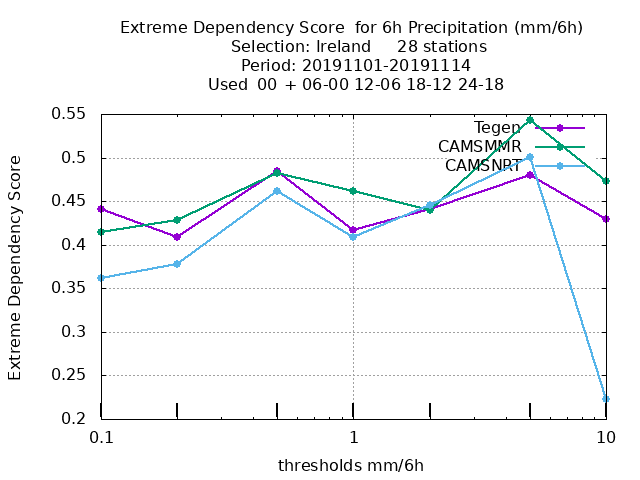 Extreme Dependency Score  for 6h Precipitation (mm/6h)
Selection: Ireland     28 stations
Period: 20191101-20191114
Used  00  + 06-00 12-06 18-12 24-18
Extreme Dependency Score
0.55
0.5
0.45
0.4
0.35
0.3
0.25
0.2
Tegen
CAMSMMR
CAMSNRT
0.1 1 10
thresholds mm/6h